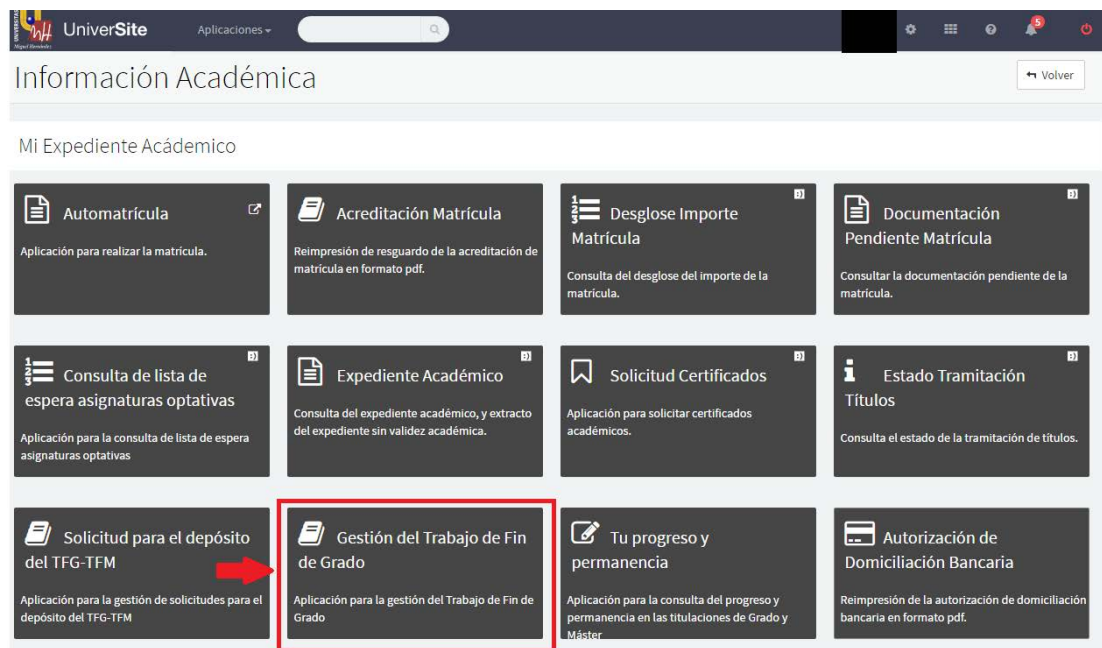 UniverSite
Aplicaciones
5
Información Académica
Volver
Mi Expediente Acádemico
Automatrícula
Aplicación para realizar la matrícula.
Acreditación Matrícula
Reimpresión de resguardo de la acreditación de
matrícula en formato pdf.
Desglose Importe
Matrícula
Consulta del desglose del importe de la
matrícula.
Documentación
Pendiente Matrícula
Consultar la documentación pendiente de la
matrícula.
Consulta de lista de
espera asignaturas optativas
Aplicación para la consulta de lista de espera
asignaturas optativas
Expediente Académico
Consulta del expediente académico, y extracto
del expediente sin validez académica.
Solicitud Certificados
Aplicación para solicitar certificados
académicos.
Estado Tramitación
Títulos
Consulta el estado de la tramitación de títulos.
Solicitud para el depósito
del TFG-TFM
Aplicación para la gestión de solicitudes para el
depósito del TFG-TFM
Gestión del Trabajo de Fin
de Grado
Aplicación para la gestión del Trabajo de Fin de
Grado
Tu progreso y
permanencia
Aplicación para la consulta del progreso y
permanencia en las titulaciones de Grado y
Máster
Autorización de
Domiciliación Bancaria
Reimpresión de la autorización de domiciliación
bancaria en formato pdf.